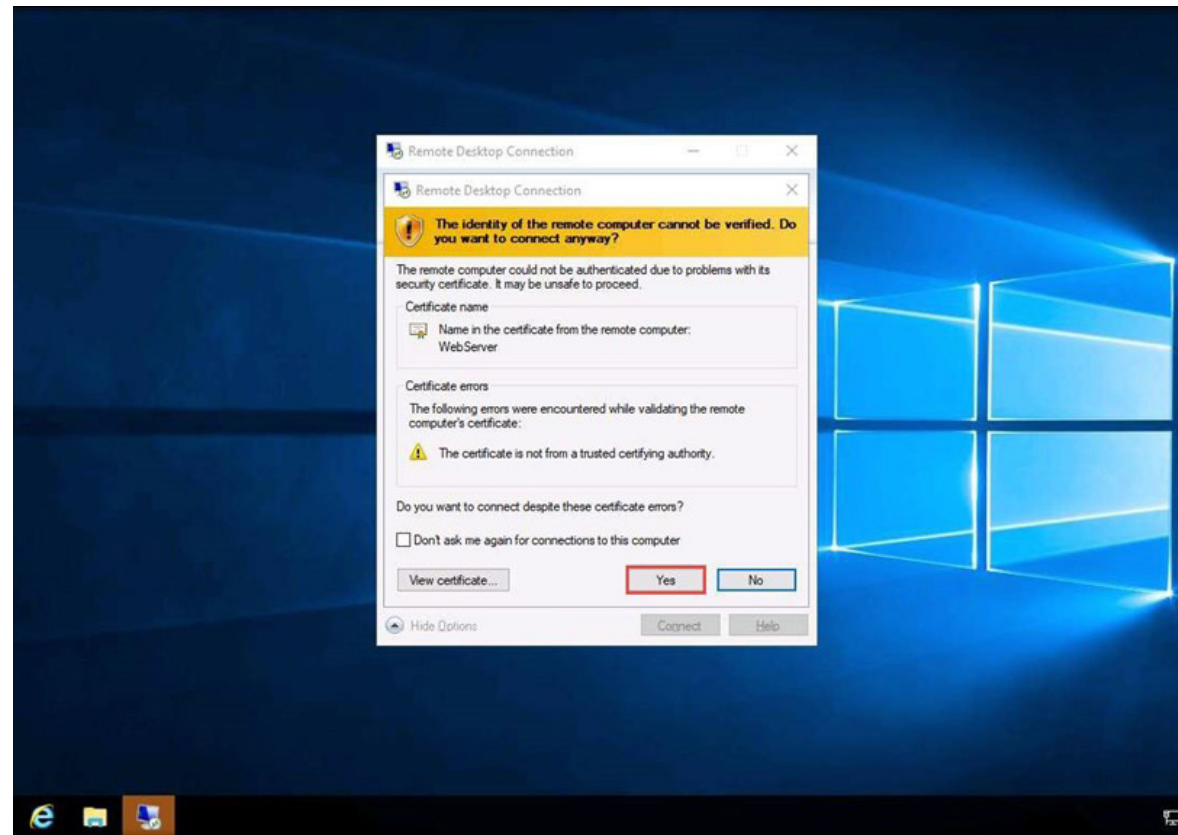 Remote Desktop Connection
Remote Desktop Connection
The identity of the remote computer cannot be verified. Do
you want to connect anyway?
The remote computer could not be authenticated due to problems with its
security certificate. It may be unsafe to proceed.
Certificate name
Name in the certificate from the remote computer:
WebServer
Certificate errors
The following errors were encountered while validating the remote
computer's certificate:
The certificate is not from a trusted certifying authority.
Do you want to connect despite these certificate errors?
Don't ask me again for connections to this computer
View certificate... Yes No
Hide Options Connect Help